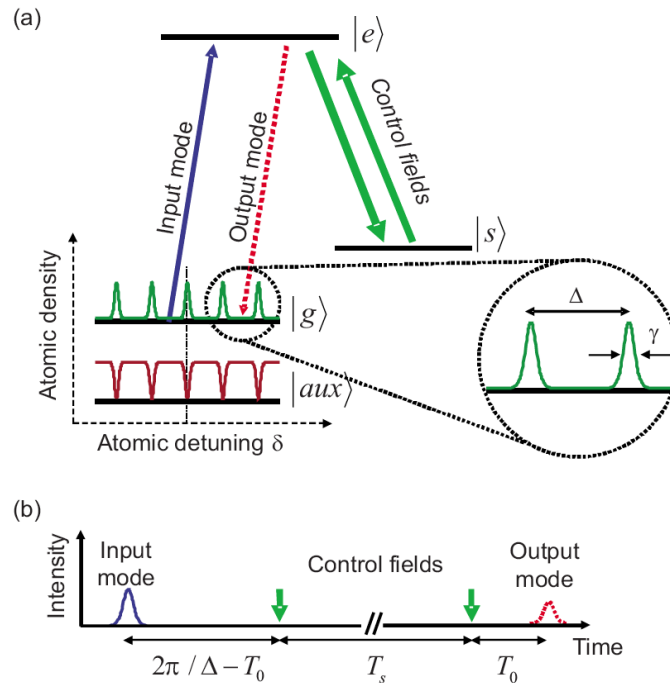 (a)
|e⟩
Input mode
Output mode
Control fields
|s⟩
Atomic density
|g⟩
|aux⟩
Atomic detuning δ
Δ
γ
(b)
Intensity
Input
mode
Control fields
Output
mode
Time
2π / Δ − T₀
Tₛ
T₀